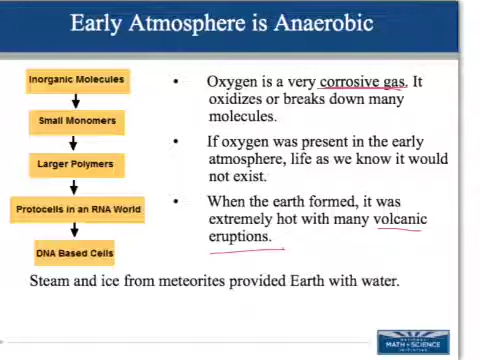 Early Atmosphere is Anaerobic
Inorganic Molecules
Small Monomers
Larger Polymers
Protocells in an RNA World
DNA Based Cells
• Oxygen is a very corrosive gas. It
oxidizes or breaks down many
molecules.
• If oxygen was present in the early
atmosphere, life as we know it would
not exist.
• When the earth formed, it was
extremely hot with many volcanic
eruptions.
Steam and ice from meteorites provided Earth with water.
NATIONAL
MATH + SCIENCE
INITIATIVE